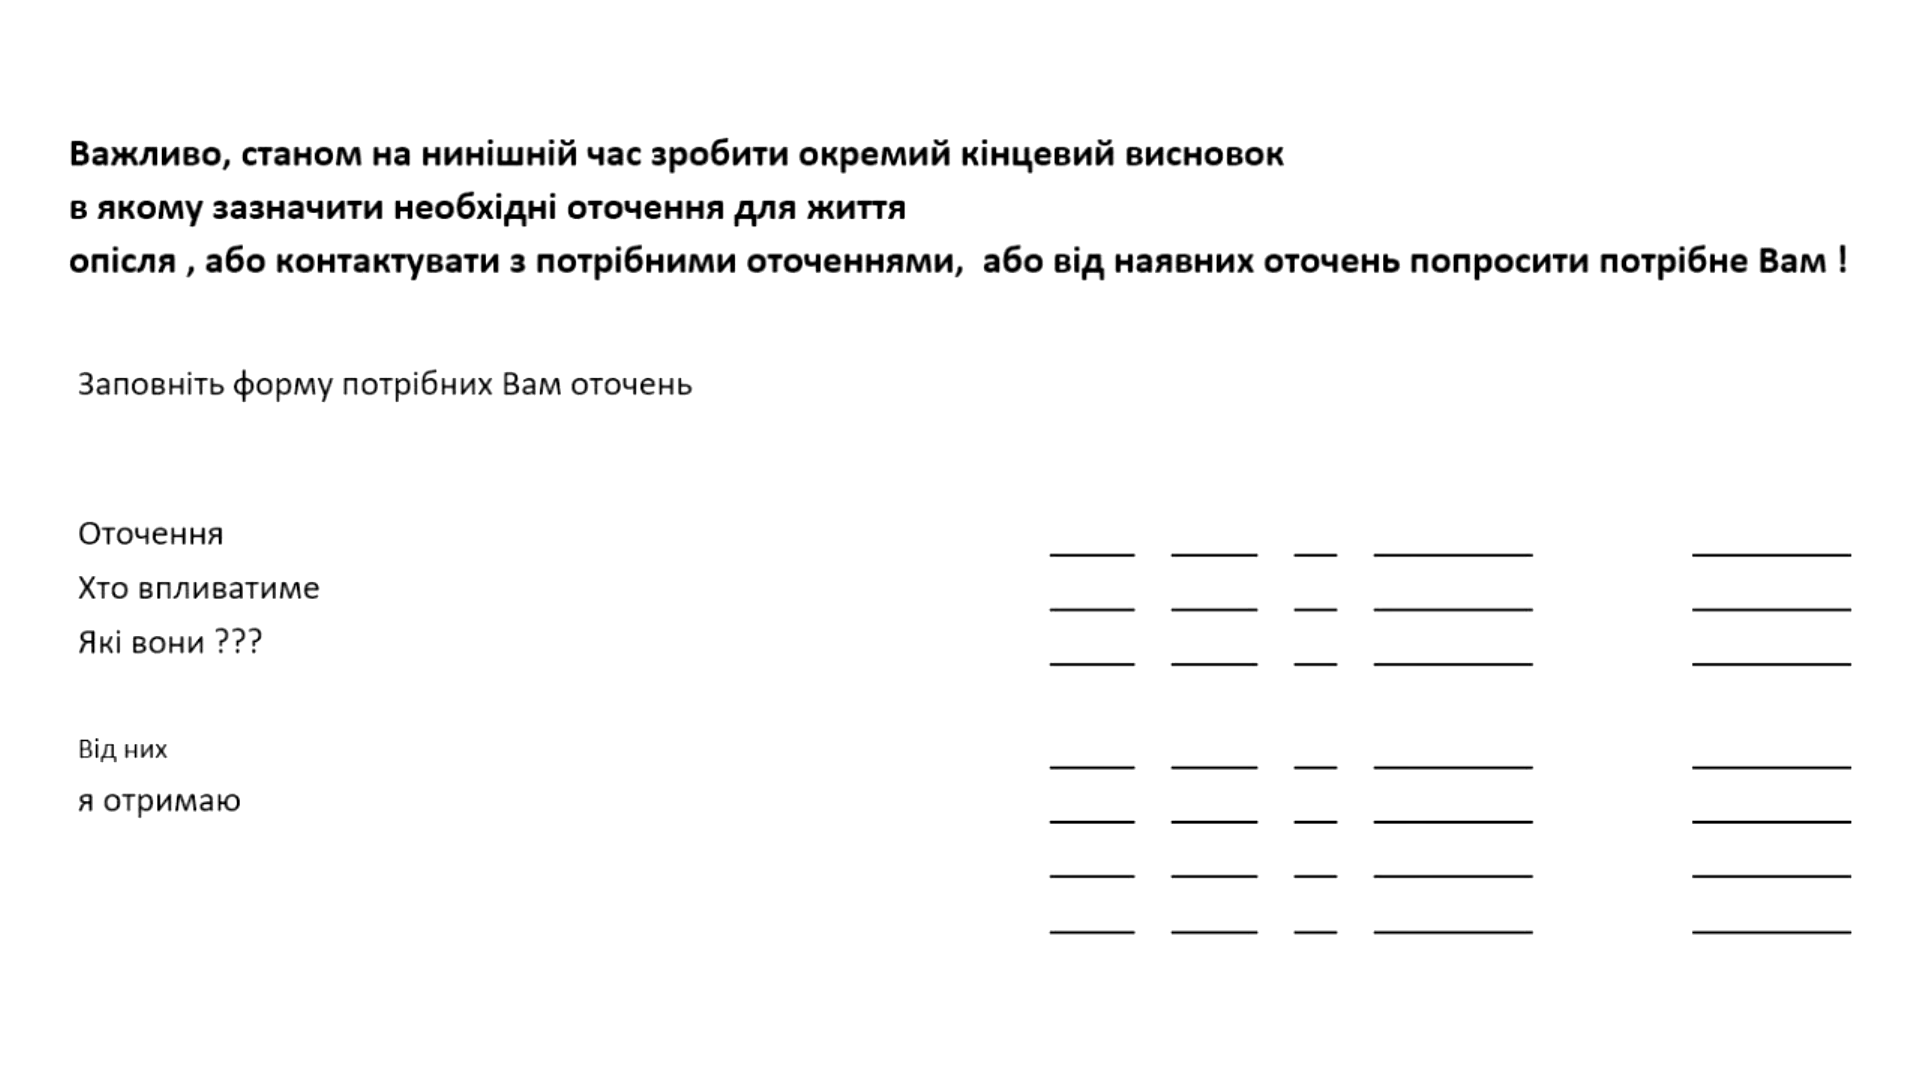 Важливо, станом на нинішній час зробити окремий кінцевий висновок
в якому зазначити необхідні оточення для життя
опісля , або контактувати з потрібними оточеннями,  або від наявних оточень попросити потрібне Вам !
Заповніть форму потрібних Вам оточень
Оточення
Хто впливатиме
Які вони ???
Від них
я отримаю